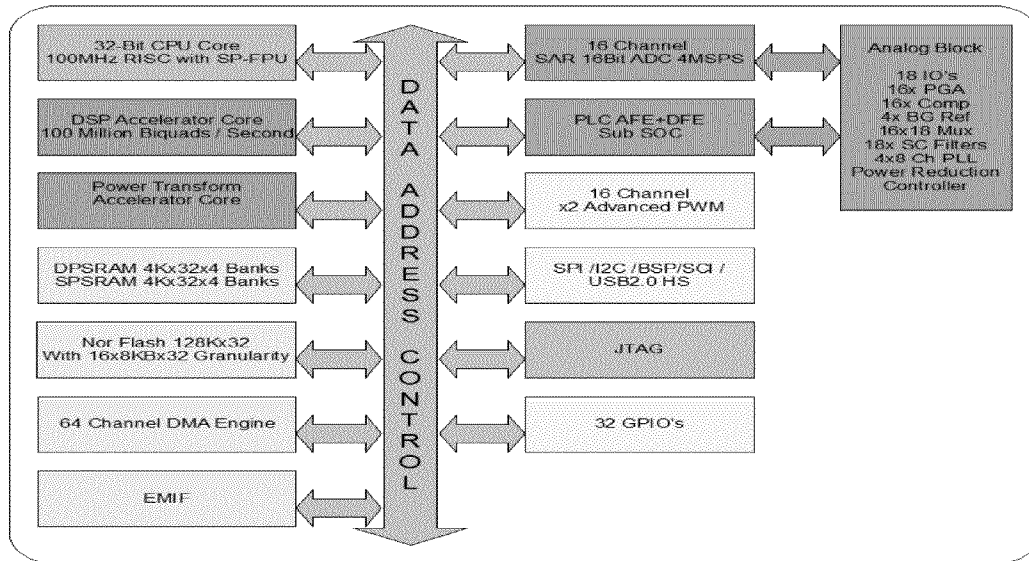 32-Bit CPU Core
100MHz RISC with SP-FPU
DSP Accelerator Core
100 Million Biquads / Second
Power Transform
Accelerator Core
DPSRAM 4Kx32x4 Banks
SPSRAM 4Kx32x4 Banks
Nor Flash 128Kx32
With 16x8KBx32 Granularity
64 Channel DMA Engine
EMIF
DATA ADDRESS CONTROL
16 Channel
SAR 16Bit ADC 4MSPS
PLC AFE+DFE
Sub SOC
16 Channel
x2 Advanced PWM
SPI /I2C /BSP/SCI /
USB2.0 HS
JTAG
32 GPIO's
Analog Block
18 IO's
16x PGA
16x Comp
4x BG Ref
16x18 Mux
18x SC Filters
4x8 Ch PLL
Power Reduction
Controller